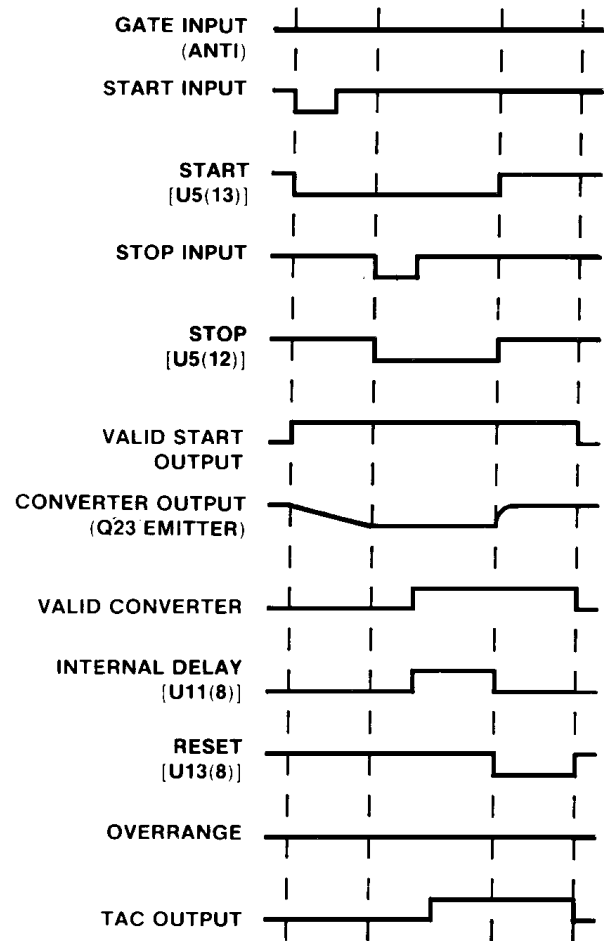 GATE INPUT
(ANTI)
START INPUT
START
[U5(13)]
STOP INPUT
STOP
[U5(12)]
VALID START
OUTPUT
CONVERTER OUTPUT
(Q23 EMITTER)
VALID CONVERTER
INTERNAL DELAY
[U11(8)]
RESET
[U13(8)]
OVERRANGE
TAC OUTPUT